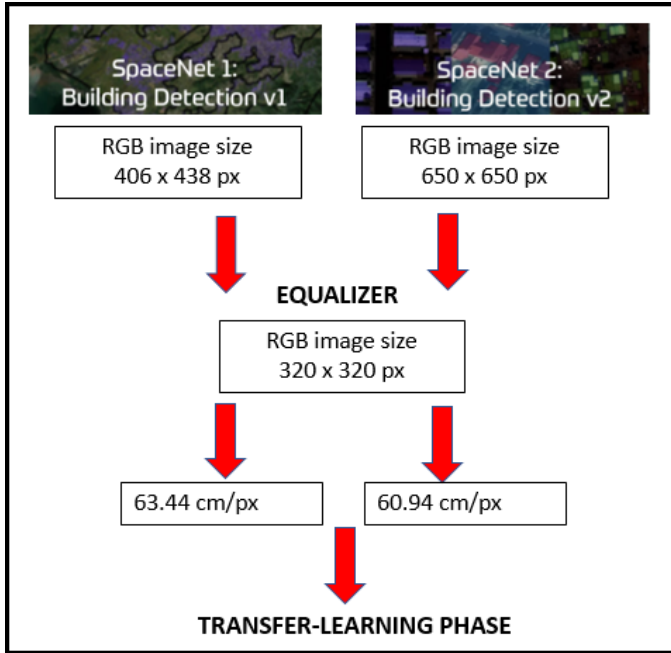 SpaceNet 1:
Building Detection v1
SpaceNet 2:
Building Detection v2
RGB image size
406 x 438 px
RGB image size
650 x 650 px
EQUALIZER
RGB image size
320 x 320 px
63.44 cm/px
60.94 cm/px
TRANSFER-LEARNING PHASE